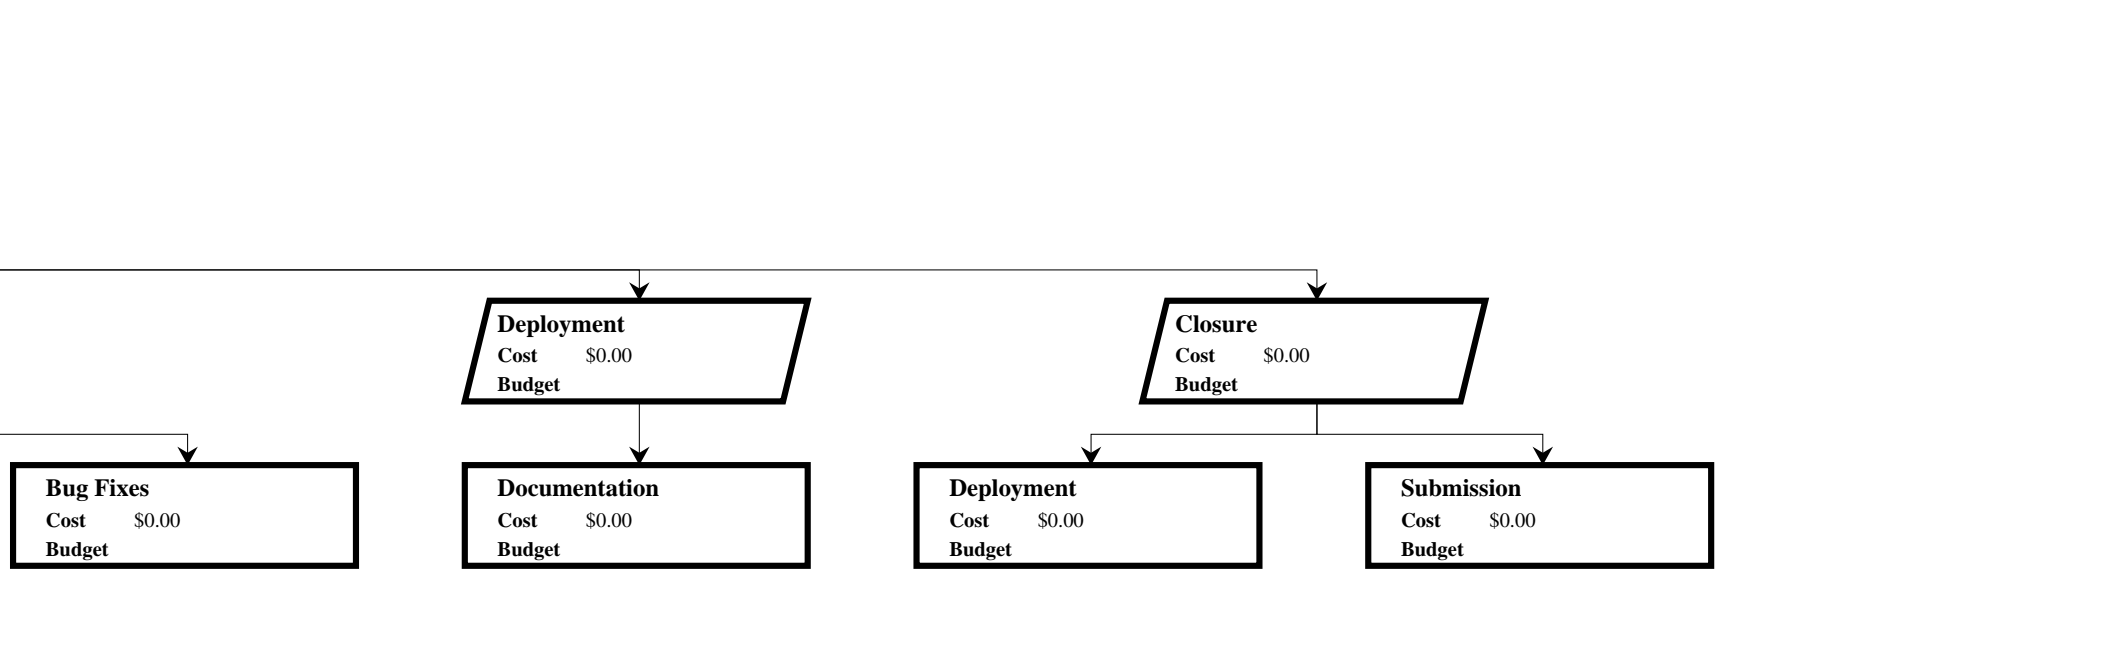 Deployment
Cost $0.00
Budget
Closure
Cost $0.00
Budget
Bug Fixes
Cost $0.00
Budget
Documentation
Cost $0.00
Budget
Deployment
Cost $0.00
Budget
Submission
Cost $0.00
Budget